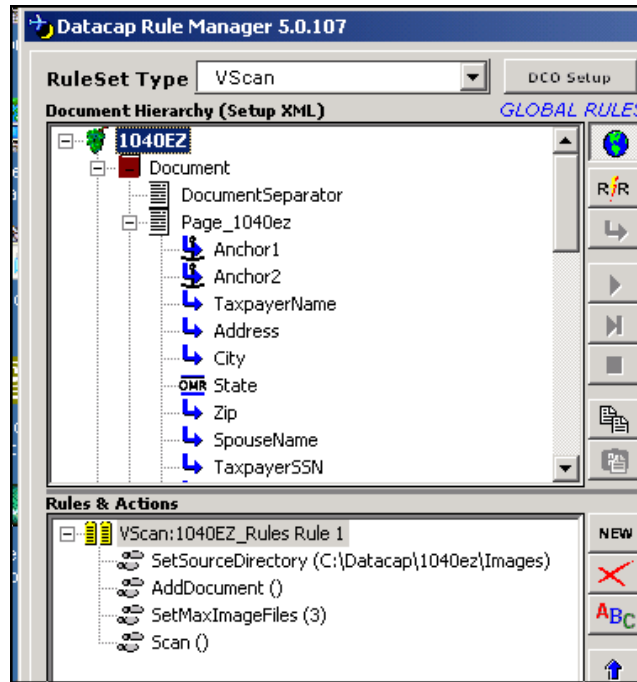 Datacap Rule Manager 5.0.107
RuleSet Type VScan DCO Setup
Document Hierarchy (Setup XML) GLOBAL RULES
1040EZ
Document
DocumentSeparator
R/R
Page_1040ez
Anchor1
Anchor2
TaxpayerName
Address
City
OMR State
Zip
SpouseName
TaxpayerSSN
Rules & Actions
VScan:1040EZ_Rules Rule 1 NEW
SetSourceDirectory (C:\Datacap\1040ez\Images)
AddDocument ()
SetMaxImageFiles (3) ABC
Scan ()